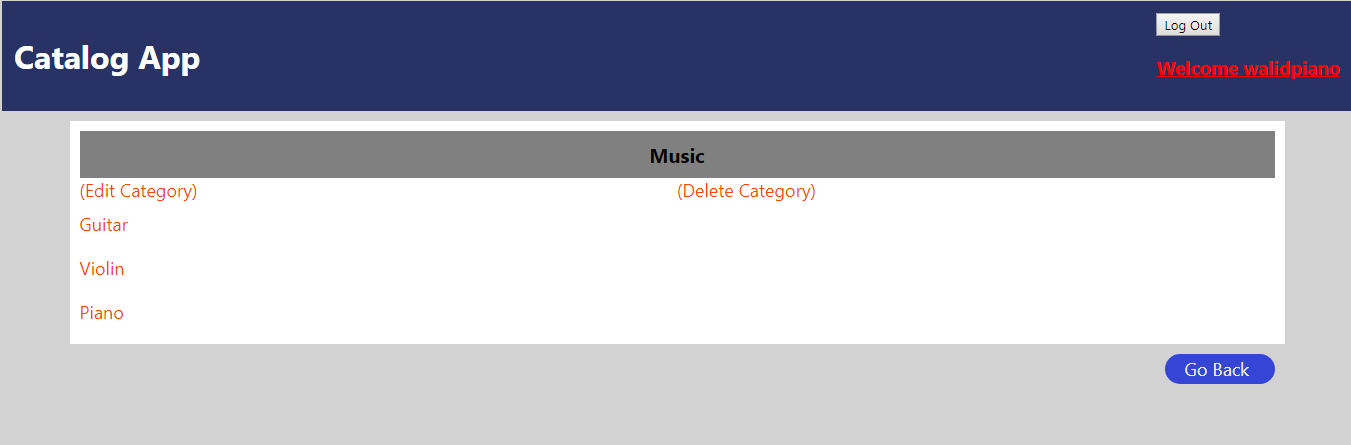 Log Out
Catalog App
Welcome walidpiano
Music
(Edit Category) (Delete Category)
Guitar
Violin
Piano
Go Back